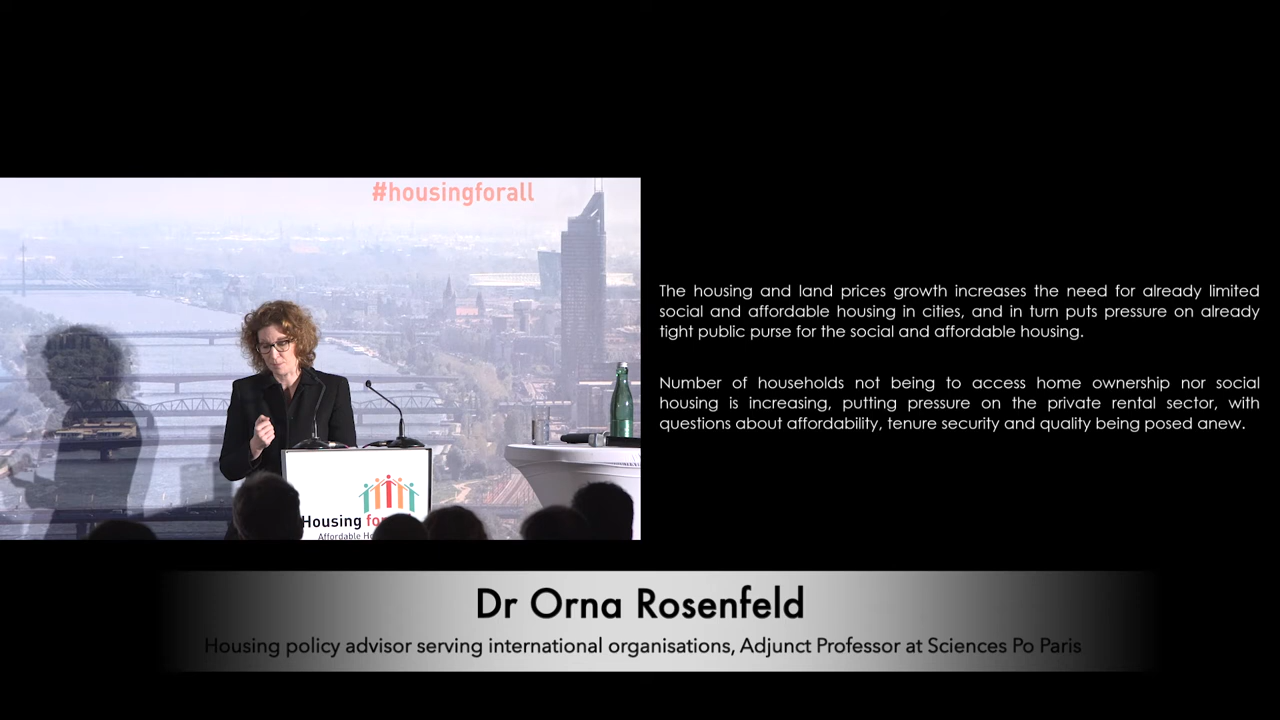 #housingforall
The housing and land prices growth increases the need for already limited
social and affordable housing in cities, and in turn puts pressure on already
tight public purse for the social and affordable housing.
Number of households not being to access home ownership nor social
housing is increasing, putting pressure on the private rental sector, with
questions about affordability, tenure security and quality being posed anew.
Housing
Affordable
Dr Orna Rosenfeld
Housing policy advisor serving international organisations, Adjunct Professor at Sciences Po Paris